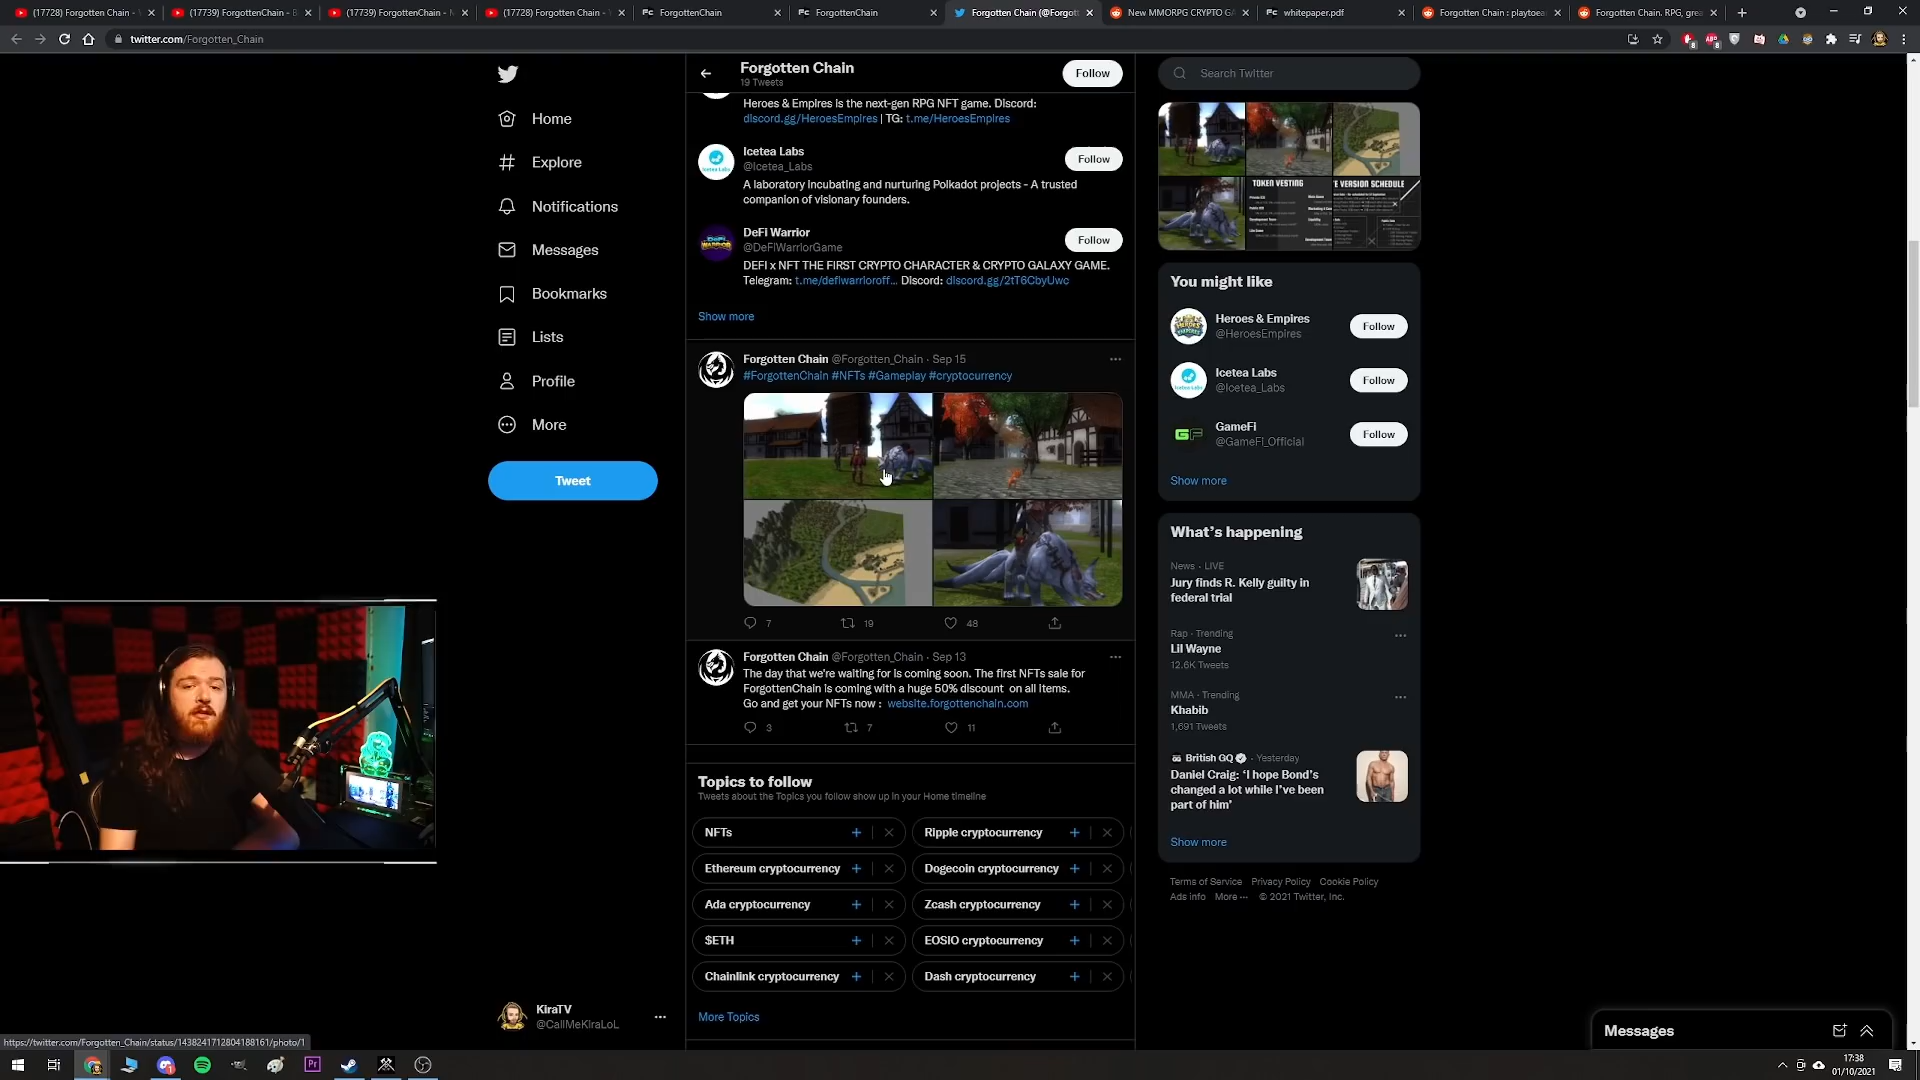 (17728) Forgotten Chain -
(17739) ForgottenChain - B
(17739) ForgottenChain - M
(17728) Forgotten Chain - Y
ForgottenChain
ForgottenChain
Forgotten Chain (@Forgott
New MMORPG CRYPTO GA
whitepaper.pdf
Forgotten Chain : playtoear
Forgotten Chain. RPG, grea
twitter.com/Forgotten_Chain
Home
Explore
Notifications
Messages
Bookmarks
Lists
Profile
More
Tweet
KiraTV
@CallMeKiraLoL
Forgotten Chain
19 Tweets
Follow
Heroes & Empires is the next-gen RPG NFT game. Discord:
discord.gg/HeroesEmpires | TG: t.me/HeroesEmpires
Icetea Labs
@Icetea_Labs
Follow
A laboratory incubating and nurturing Polkadot projects - A trusted
companion of visionary founders.
DeFi Warrior
@DeFiWarriorGame
Follow
DEFI x NFT THE FIRST CRYPTO CHARACTER & CRYPTO GALAXY GAME.
Telegram: t.me/defiwarrioroff... Discord: discord.gg/2tT6CbyUwc
Show more
Forgotten Chain @Forgotten_Chain · Sep 15
#ForgottenChain #NFTs #Gameplay #cryptocurrency
7 19 48
Forgotten Chain @Forgotten_Chain · Sep 13
The day that we're waiting for is coming soon. The first NFTs sale for
ForgottenChain is coming with a huge 50% discount on all items.
Go and get your NFTs now : website.forgottenchain.com
3 7 11
Topics to follow
Tweets about the Topics you follow show up in your Home timeline
NFTs
Ripple cryptocurrency
Ethereum cryptocurrency
Dogecoin cryptocurrency
Ada cryptocurrency
Zcash cryptocurrency
$ETH
EOSIO cryptocurrency
Chainlink cryptocurrency
Dash cryptocurrency
More Topics
Search Twitter
TOKEN VESTING
TE VERSION SCHEDULE
You might like
Heroes & Empires
@HeroesEmpires
Follow
Icetea Labs
@Icetea_Labs
Follow
GameFi
@GameFi_Official
Follow
Show more
What's happening
News · LIVE
Jury finds R. Kelly guilty in
federal trial
Rap · Trending
Lil Wayne
12.6K Tweets
MMA · Trending
Khabib
1,691 Tweets
British GQ · Yesterday
Daniel Craig: 'I hope Bond's
changed a lot while I've been
part of him'
Show more
Terms of Service Privacy Policy Cookie Policy
Ads info More ··· © 2021 Twitter, Inc.
Messages
https://twitter.com/Forgotten_Chain/status/1438241712804188161/photo/1
17:38
01/10/2021